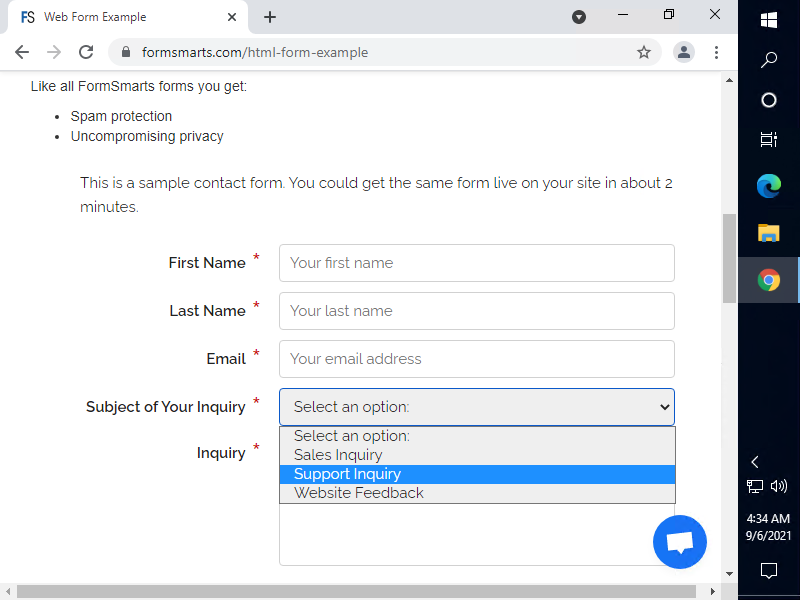 FS Web Form Example
formsmarts.com/html-form-example
Like all FormSmarts forms you get:
• Spam protection
• Uncompromising privacy
This is a sample contact form. You could get the same form live on your site in about 2
minutes.
First Name *
Your first name
Last Name *
Your last name
Email *
Your email address
Subject of Your Inquiry *
Select an option:
Select an option:
Sales Inquiry
Support Inquiry
Website Feedback
Inquiry *
4:34 AM
9/6/2021